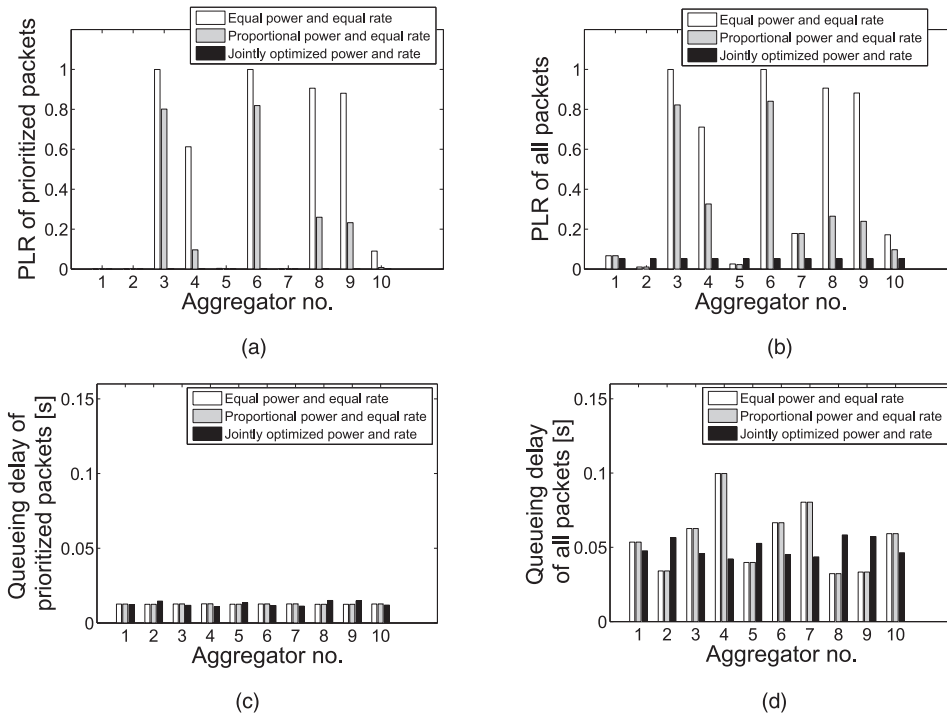 Equal power and equal rate
Proportional power and equal rate
Jointly optimized power and rate
PLR of prioritized packets
1
0.8
0.6
0.4
0.2
0
1 2 3 4 5 6 7 8 9 10
Aggregator no.
(a)
Equal power and equal rate
Proportional power and equal rate
Jointly optimized power and rate
PLR of all packets
1
0.8
0.6
0.4
0.2
0
1 2 3 4 5 6 7 8 9 10
Aggregator no.
(b)
Equal power and equal rate
Proportional power and equal rate
Jointly optimized power and rate
Queueing delay of
prioritized packets [s]
0.15
0.1
0.05
0
1 2 3 4 5 6 7 8 9 10
Aggregator no.
(c)
Equal power and equal rate
Proportional power and equal rate
Jointly optimized power and rate
Queueing delay
of all packets [s]
0.15
0.1
0.05
0
1 2 3 4 5 6 7 8 9 10
Aggregator no.
(d)